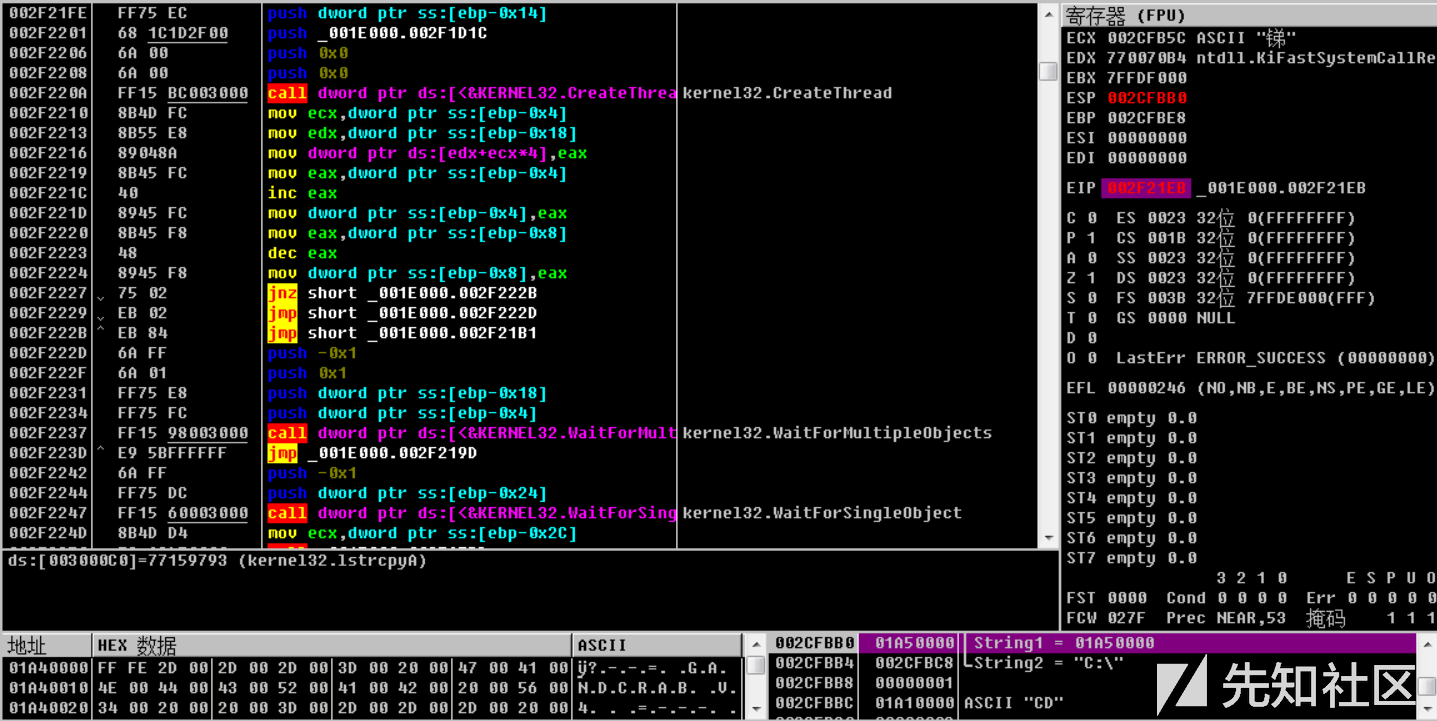 002F21FE FF75 EC push dword ptr ss:[ebp-0x14]
002F2201 68 1C1D2F00 push _001E000.002F1D1C
002F2206 6A 00 push 0x0
002F2208 6A 00 push 0x0
002F220A FF15 BC003000 call dword ptr ds:[<&KERNEL32.CreateThrea kernel32.CreateThread
002F2210 8B4D FC mov ecx,dword ptr ss:[ebp-0x4]
002F2213 8B55 E8 mov edx,dword ptr ss:[ebp-0x18]
002F2216 89048A mov dword ptr ds:[edx+ecx*4],eax
002F2219 8B45 FC mov eax,dword ptr ss:[ebp-0x4]
002F221C 40 inc eax
002F221D 8945 FC mov dword ptr ss:[ebp-0x4],eax
002F2220 8B45 F8 mov eax,dword ptr ss:[ebp-0x8]
002F2223 48 dec eax
002F2224 8945 F8 mov dword ptr ss:[ebp-0x8],eax
002F2227 75 02 jnz short _001E000.002F222B
002F2229 EB 02 jmp short _001E000.002F222D
002F222B EB 84 jmp short _001E000.002F21B1
002F222D 6A FF push -0x1
002F222F 6A 01 push 0x1
002F2231 FF75 E8 push dword ptr ss:[ebp-0x18]
002F2234 FF75 FC push dword ptr ss:[ebp-0x4]
002F2237 FF15 98003000 call dword ptr ds:[<&KERNEL32.WaitForMult kernel32.WaitForMultipleObjects
002F223D E9 5BFFFFFF jmp _001E000.002F219D
002F2242 6A FF push -0x1
002F2244 FF75 DC push dword ptr ss:[ebp-0x24]
002F2247 FF15 60003000 call dword ptr ds:[<&KERNEL32.WaitForSing kernel32.WaitForSingleObject
002F224D 8B4D D4 mov ecx,dword ptr ss:[ebp-0x2C]
ds:[003000C0]=77159793 (kernel32.lstrcpyA)
寄存器 (FPU)
ECX 002CFB5C ASCII "锑"
EDX 770070B4 ntdll.KiFastSystemCallRe
EBX 7FFDF000
ESP 002CFBB0
EBP 002CFBE8
ESI 00000000
EDI 00000000
EIP 002F21EB _001E000.002F21EB
C 0 ES 0023 32位 0(FFFFFFFF)
P 1 CS 001B 32位 0(FFFFFFFF)
A 0 SS 0023 32位 0(FFFFFFFF)
Z 1 DS 0023 32位 0(FFFFFFFF)
S 0 FS 003B 32位 7FFDE000(FFF)
T 0 GS 0000 NULL
D 0
O 0 LastErr ERROR_SUCCESS (00000000)
EFL 00000246 (NO,NB,E,BE,NS,PE,GE,LE)
ST0 empty 0.0
ST1 empty 0.0
ST2 empty 0.0
ST3 empty 0.0
ST4 empty 0.0
ST5 empty 0.0
ST6 empty 0.0
ST7 empty 0.0
3 2 1 0 E S P U O
FST 0000 Cond 0 0 0 0 Err 0 0 0 0 0
FCW 027F Prec NEAR,53 掩码 1 1 1
地址 HEX 数据 ASCII
01A40000 FF FE 2D 00 2D 00 2D 00 3D 00 20 00 47 00 41 00 ÿ?.-.-.=. .G.A.
01A40010 4E 00 44 00 43 00 52 00 41 00 42 00 20 00 56 00 N.D.C.R.A.B. .V.
01A40020 34 00 20 00 20 00 3D 00 2D 00 2D 00 2D 00 20 00 4. . .=.-.-.-. .
002CFBB0 01A50000 String1 = 01A50000
002CFBB4 002CFBC8 String2 = "C:\"
002CFBB8 00000001
002CFBBC 01A10000 ASCII "CD"
先知社区